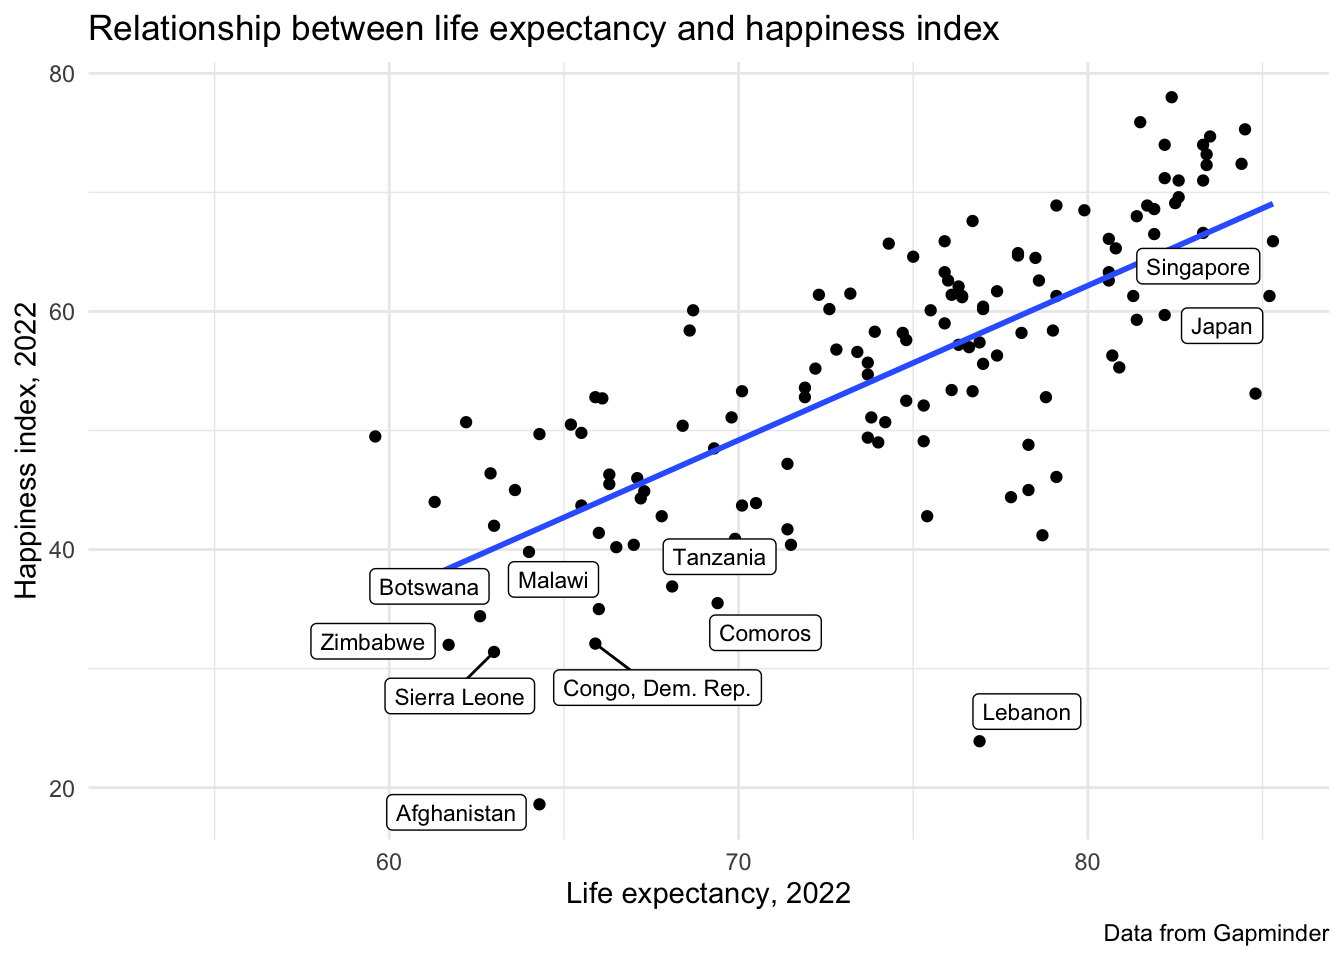 Relationship between life expectancy and happiness index
80
60
40
20
Happiness index, 2022
Singapore
Japan
Tanzania
Botswana
Malawi
Zimbabwe
Comoros
Sierra Leone
Congo, Dem. Rep.
Lebanon
Afghanistan
60 70 80
Life expectancy, 2022
Data from Gapminder